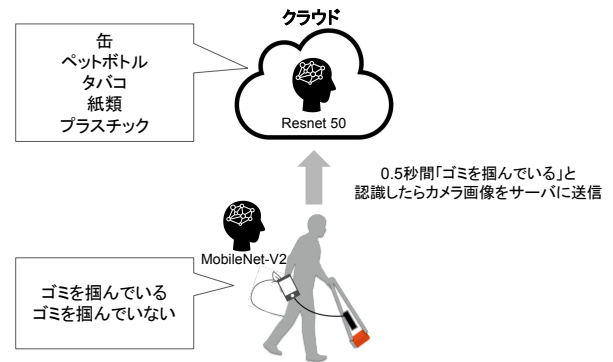 クラウド
缶
ペットボトル
タバコ
紙類
プラスチック
Resnet 50
0.5秒間「ゴミを掴んでいる」と
認識したらカメラ画像をサーバに送信
MobileNet-V2
ゴミを掴んでいる
ゴミを掴んでいない